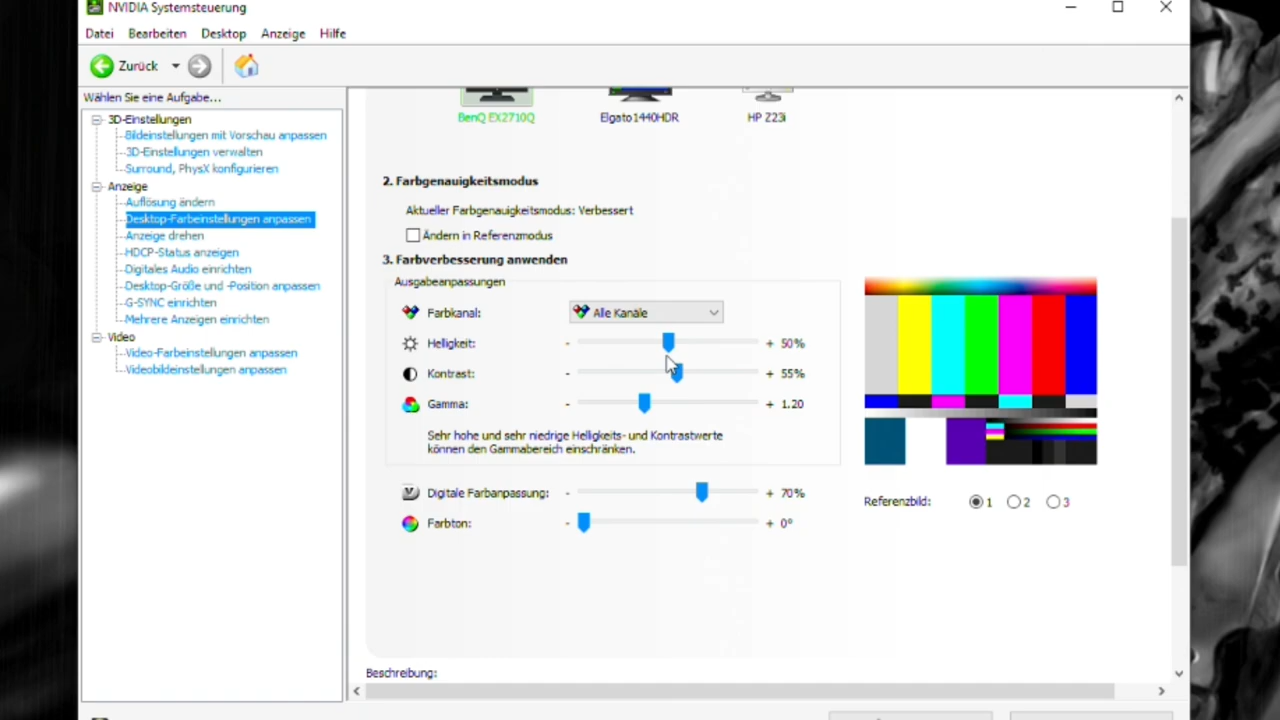 NVIDIA Systemsteuerung
Datei Bearbeiten Desktop Anzeige Hilfe
Zurück
Wählen Sie eine Aufgabe...
3D-Einstellungen
Bildeinstellungen mit Vorschau anpassen
3D-Einstellungen verwalten
Surround, PhysX konfigurieren
Anzeige
Auflösung ändern
Desktop-Farbeinstellungen anpassen
Anzeige drehen
HDCP-Status anzeigen
Digitales Audio einrichten
Desktop-Größe und -Position anpassen
G-SYNC einrichten
Mehrere Anzeigen einrichten
Video
Video-Farbeinstellungen anpassen
Videobildeinstellungen anpassen
BenQ EX2710Q Elgato1440HDR HP Z23i
2. Farbgenauigkeitsmodus
Aktueller Farbgenauigkeitsmodus: Verbessert
Ändern in Referenzmodus
3. Farbverbesserung anwenden
Ausgabeanpassungen
Farbkanal: Alle Kanäle
Helligkeit: - + 50%
Kontrast: - + 55%
Gamma: - + 1.20
Sehr hohe und sehr niedrige Helligkeits- und Kontrastwerte
können den Gammabereich einschränken.
Digitale Farbanpassung: - + 70%
Farbton: - + 0°
Referenzbild: 1 2 3
Beschreibung: